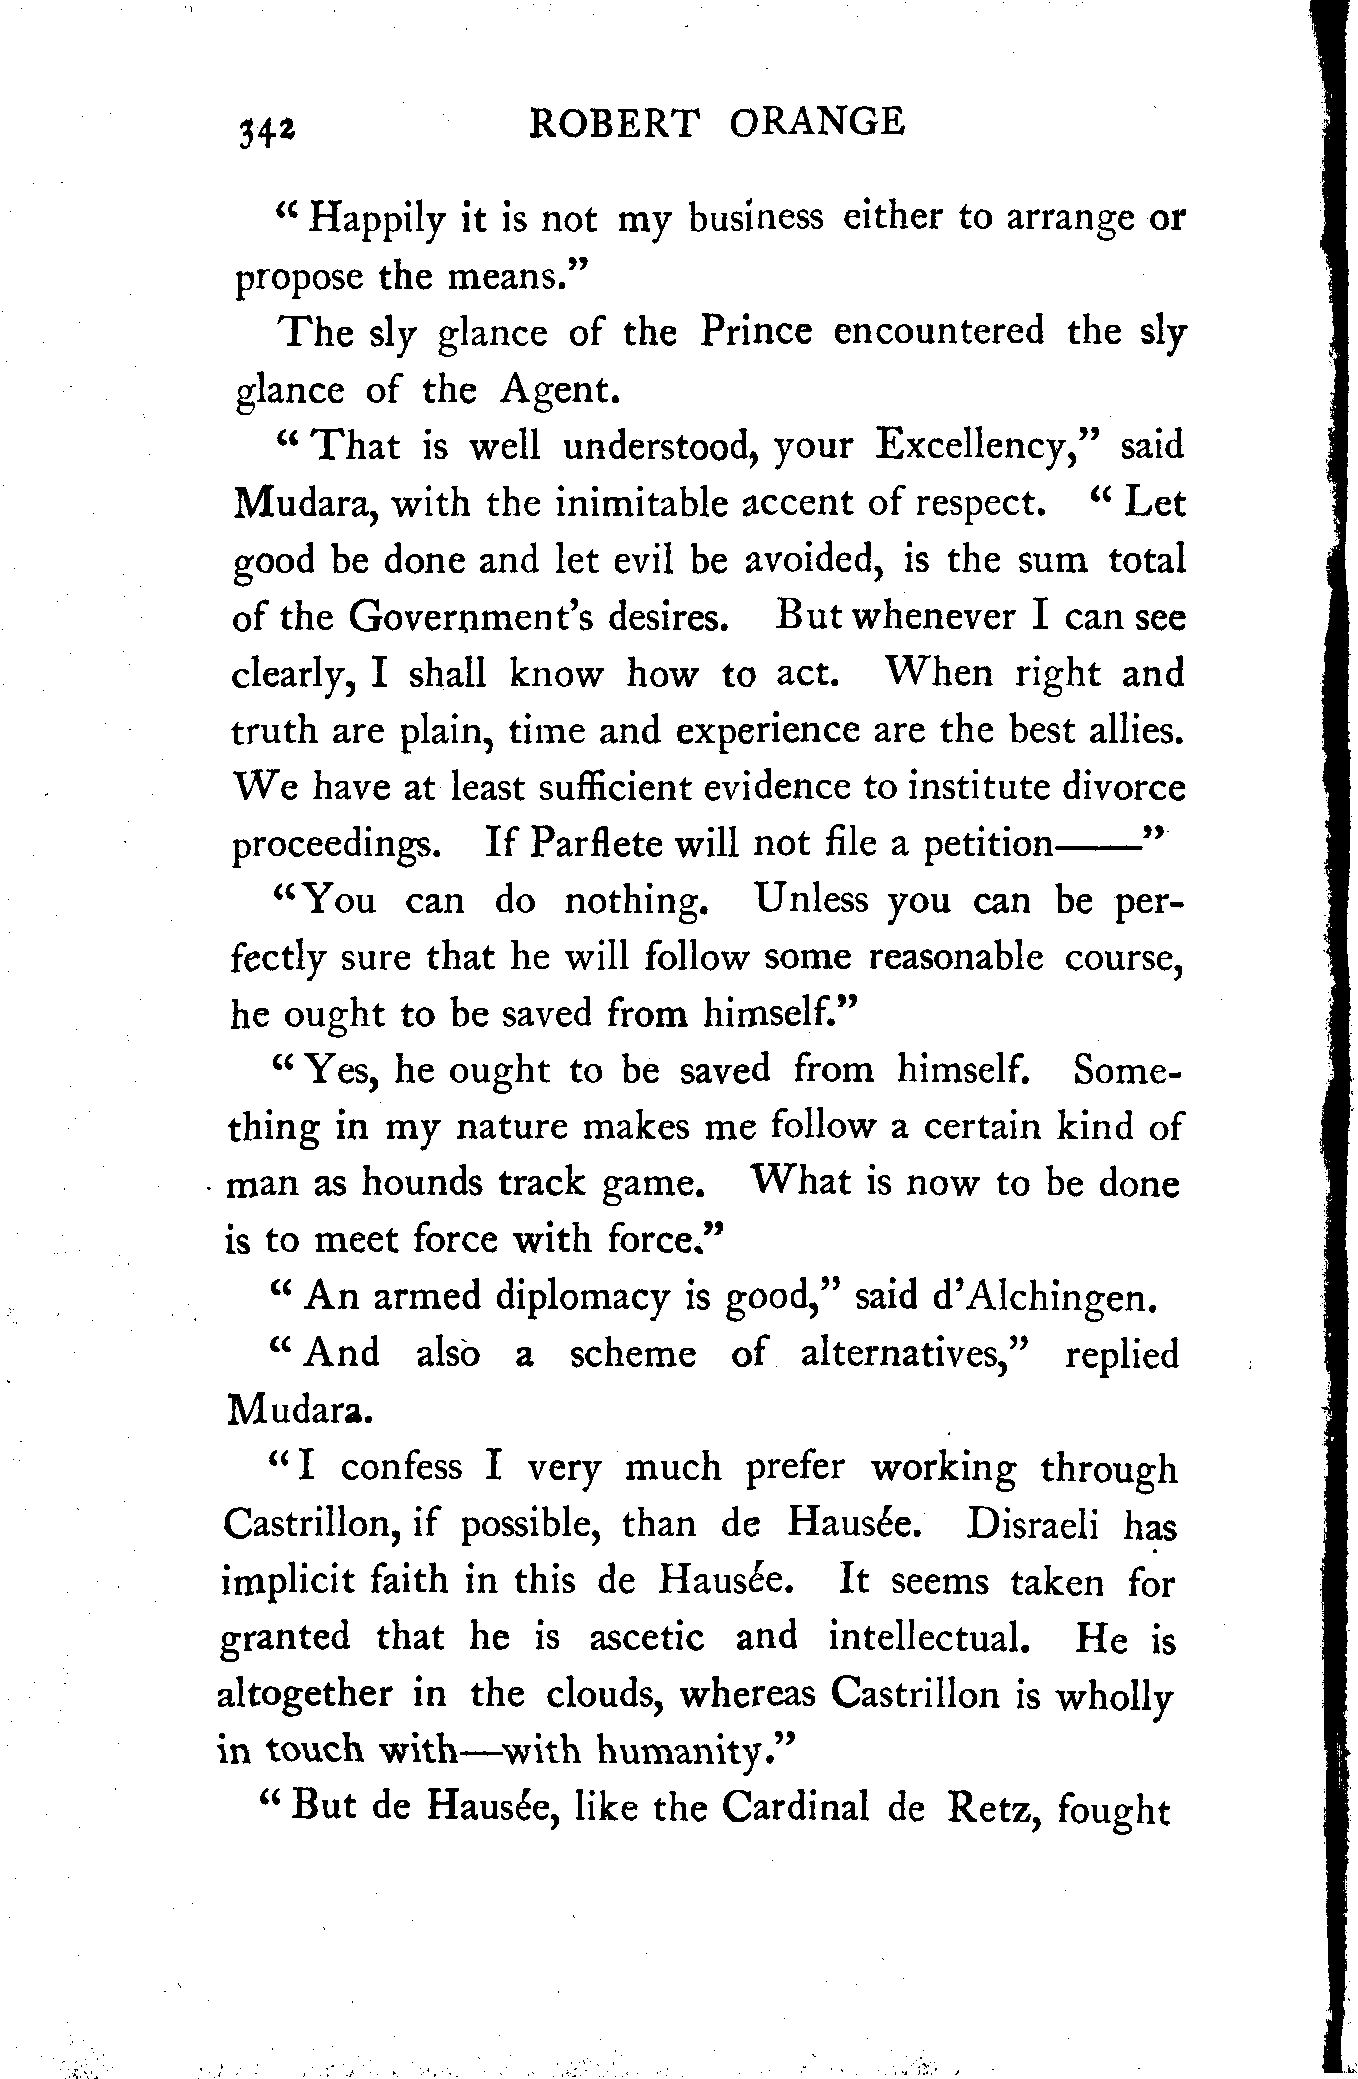 342 ROBERT ORANGE
“Happily it is not my business either to arrange or
propose the means.”
The sly glance of the Prince encountered the sly
glance of the Agent.
“That is well understood, your Excellency,” said
Mudara, with the inimitable accent of respect. “Let
good be done and let evil be avoided, is the sum total
of the Government’s desires. But whenever I can see
clearly, I shall know how to act. When right and
truth are plain, time and experience are the best allies.
We have at least sufficient evidence to institute divorce
proceedings. If Parflete will not file a petition——”
“You can do nothing. Unless you can be per-
fectly sure that he will follow some reasonable course,
he ought to be saved from himself.”
“Yes, he ought to be saved from himself. Some-
thing in my nature makes me follow a certain kind of
man as hounds track game. What is now to be done
is to meet force with force.”
“An armed diplomacy is good,” said d’Alchingen.
“And also a scheme of alternatives,” replied
Mudara.
“I confess I very much prefer working through
Castrillon, if possible, than de Hausée. Disraeli has
implicit faith in this de Hausée. It seems taken for
granted that he is ascetic and intellectual. He is
altogether in the clouds, whereas Castrillon is wholly
in touch with—with humanity.”
“But de Hausée, like the Cardinal de Retz, fought